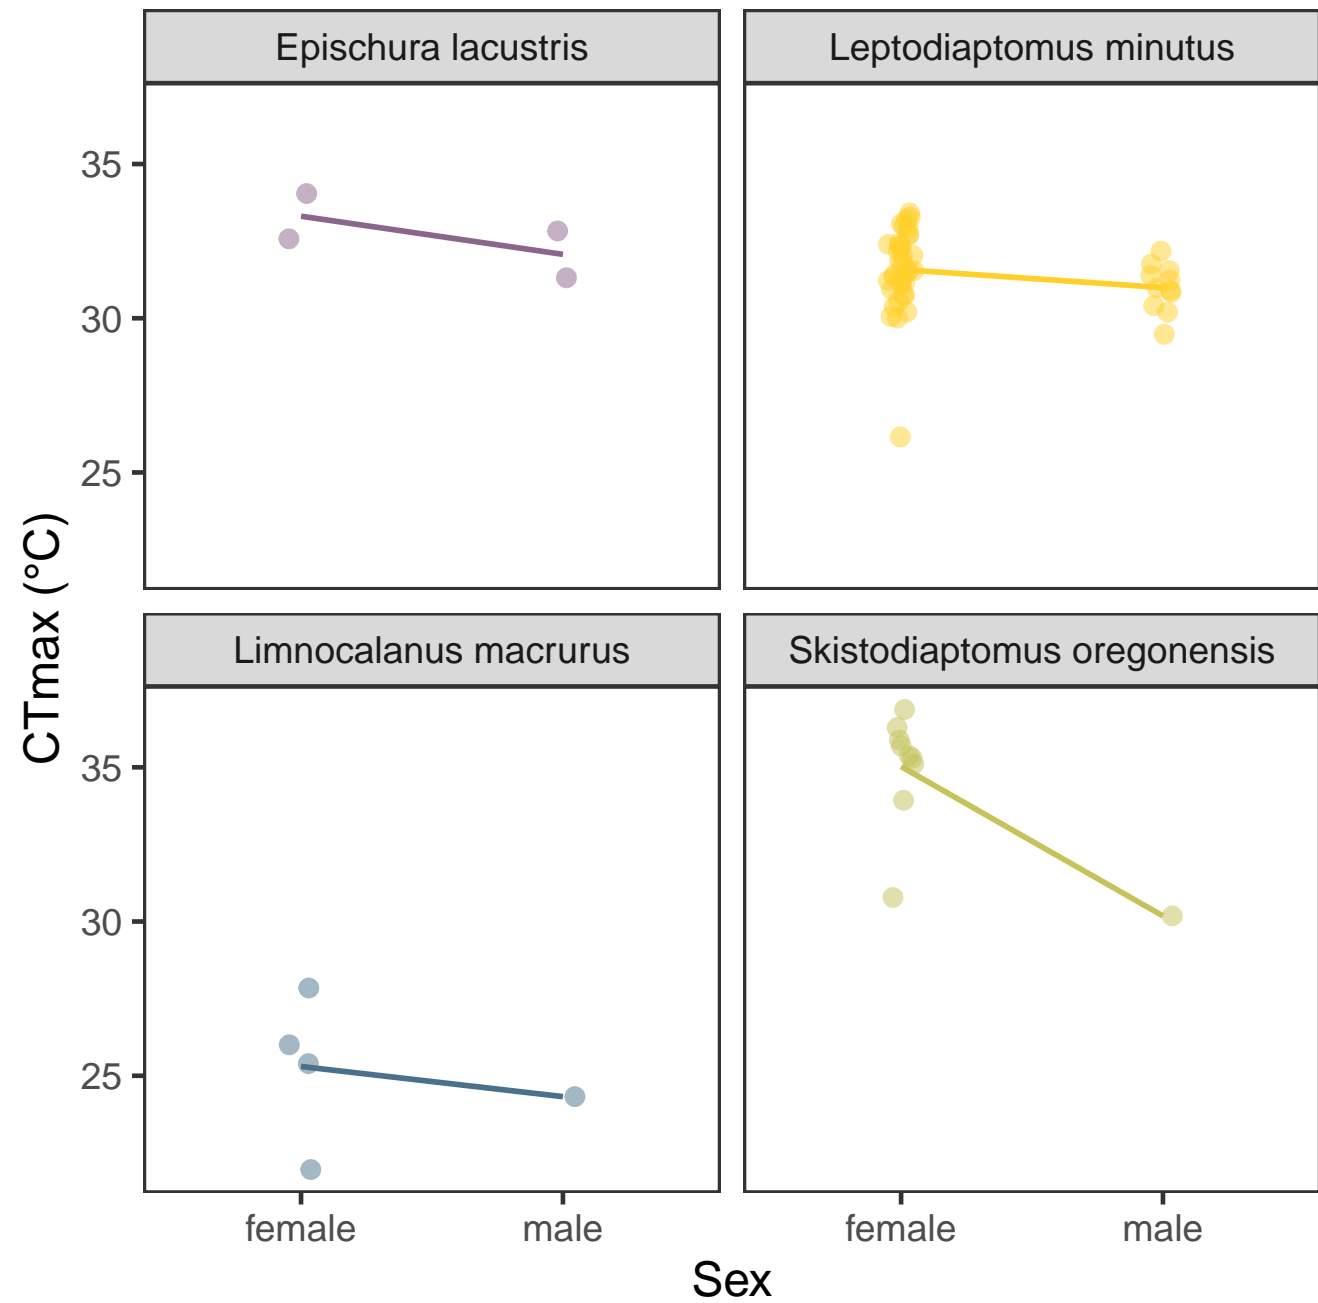 Epischura lacustris
Leptodiaptomus minutus
35
30
25
CTmax (°C)
Limnocalanus macrurus
Skistodiaptomus oregonensis
35
30
25
female
male
female
male
Sex